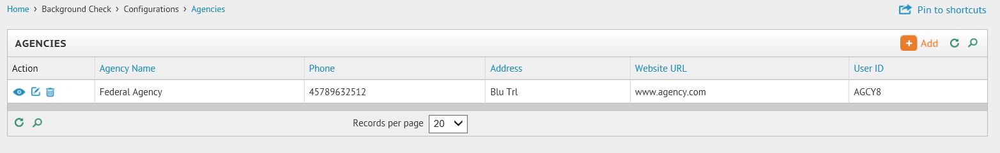 Home › Background Check › Configurations › Agencies
Pin to shortcuts
AGENCIES
+ Add
Action Agency Name Phone Address Website URL User ID
Federal Agency 45789632512 Blu Trl www.agency.com AGCY8
Records per page 20